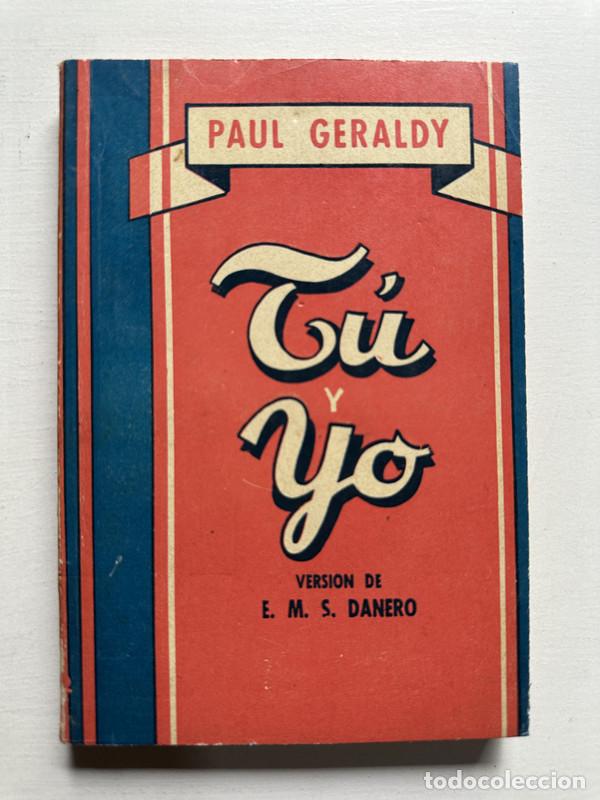 PAUL GERALDY
Tú
Y
Yo
VERSION DE
E. M. S. DANERO
todocoleccion